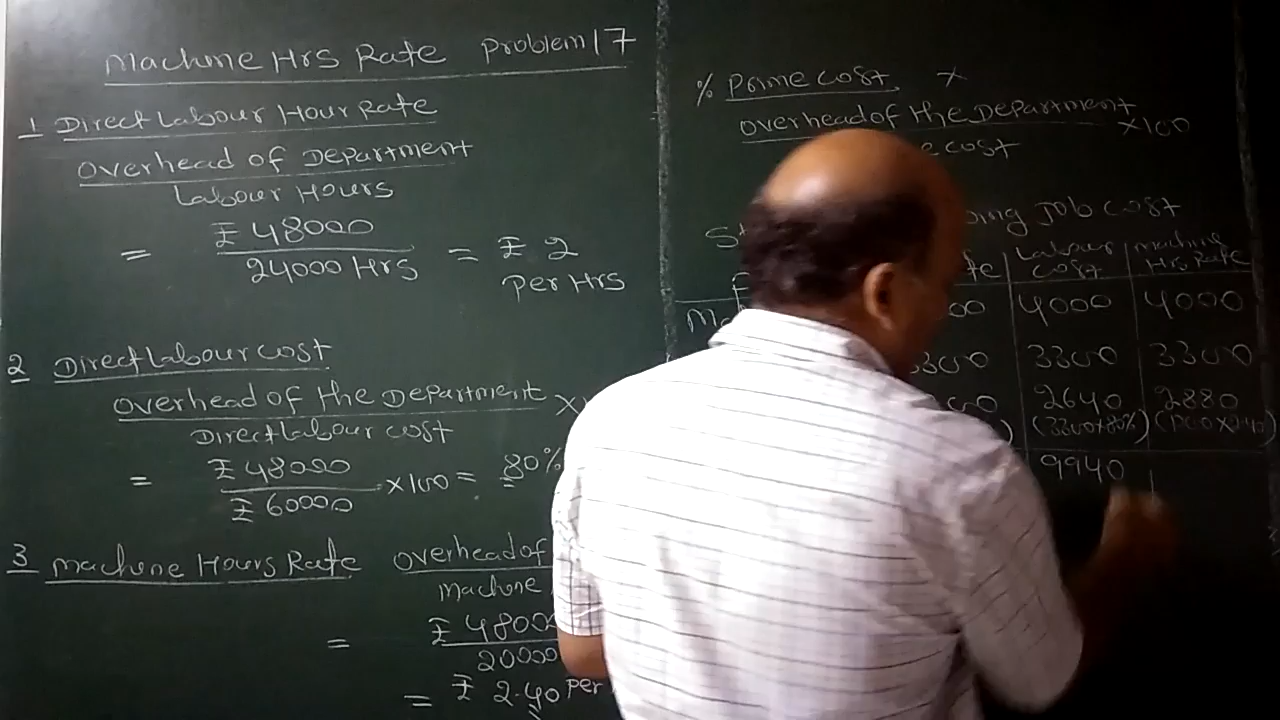 Machine Hrs Rate Problem 17
1 Direct Labour Hour Rate
Overhead of Department
Labour Hours
= ₹ 48000
24000 Hrs
= ₹ 2
Per Hrs
2 Direct Labour cost
Overhead of the Department
Direct Labour cost
= ₹ 48000
₹ 60000
×100 = 80%
3 Machine Hours Rate Overhead of
Machine
= ₹ 48000
20000
= ₹ 2.40 per
% Prime cost
Overhead of the Department ×100
cost
Job cost
Labour cost Machine Hrs Rate
4000 4000
3300 3300
2640 2880
(3300×80%)
9940